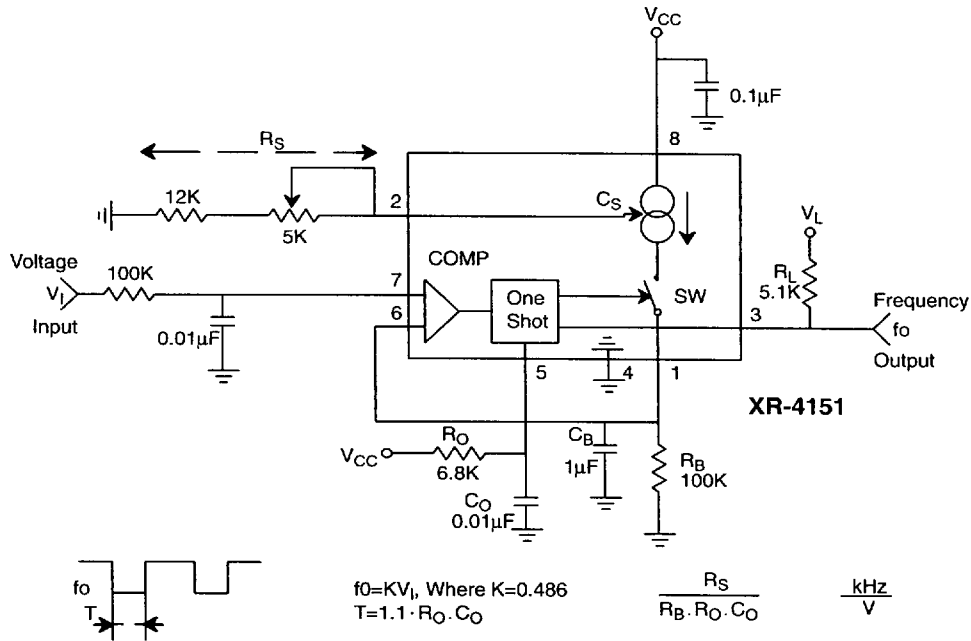 VCC
0.1μF
8
RS
12K
5K
2
CS
VL
Voltage
VI
Input
100K
COMP
7
6
0.01μF
One
Shot
SW
RL
5.1K
3
Frequency
fo
Output
5
4
1
XR-4151
VCC
RO
6.8K
CB
1μF
RB
100K
CO
0.01μF
fo
T
f0=KVI, Where K=0.486 RS / RB.RO.CO kHz / V
T=1.1·RO.CO